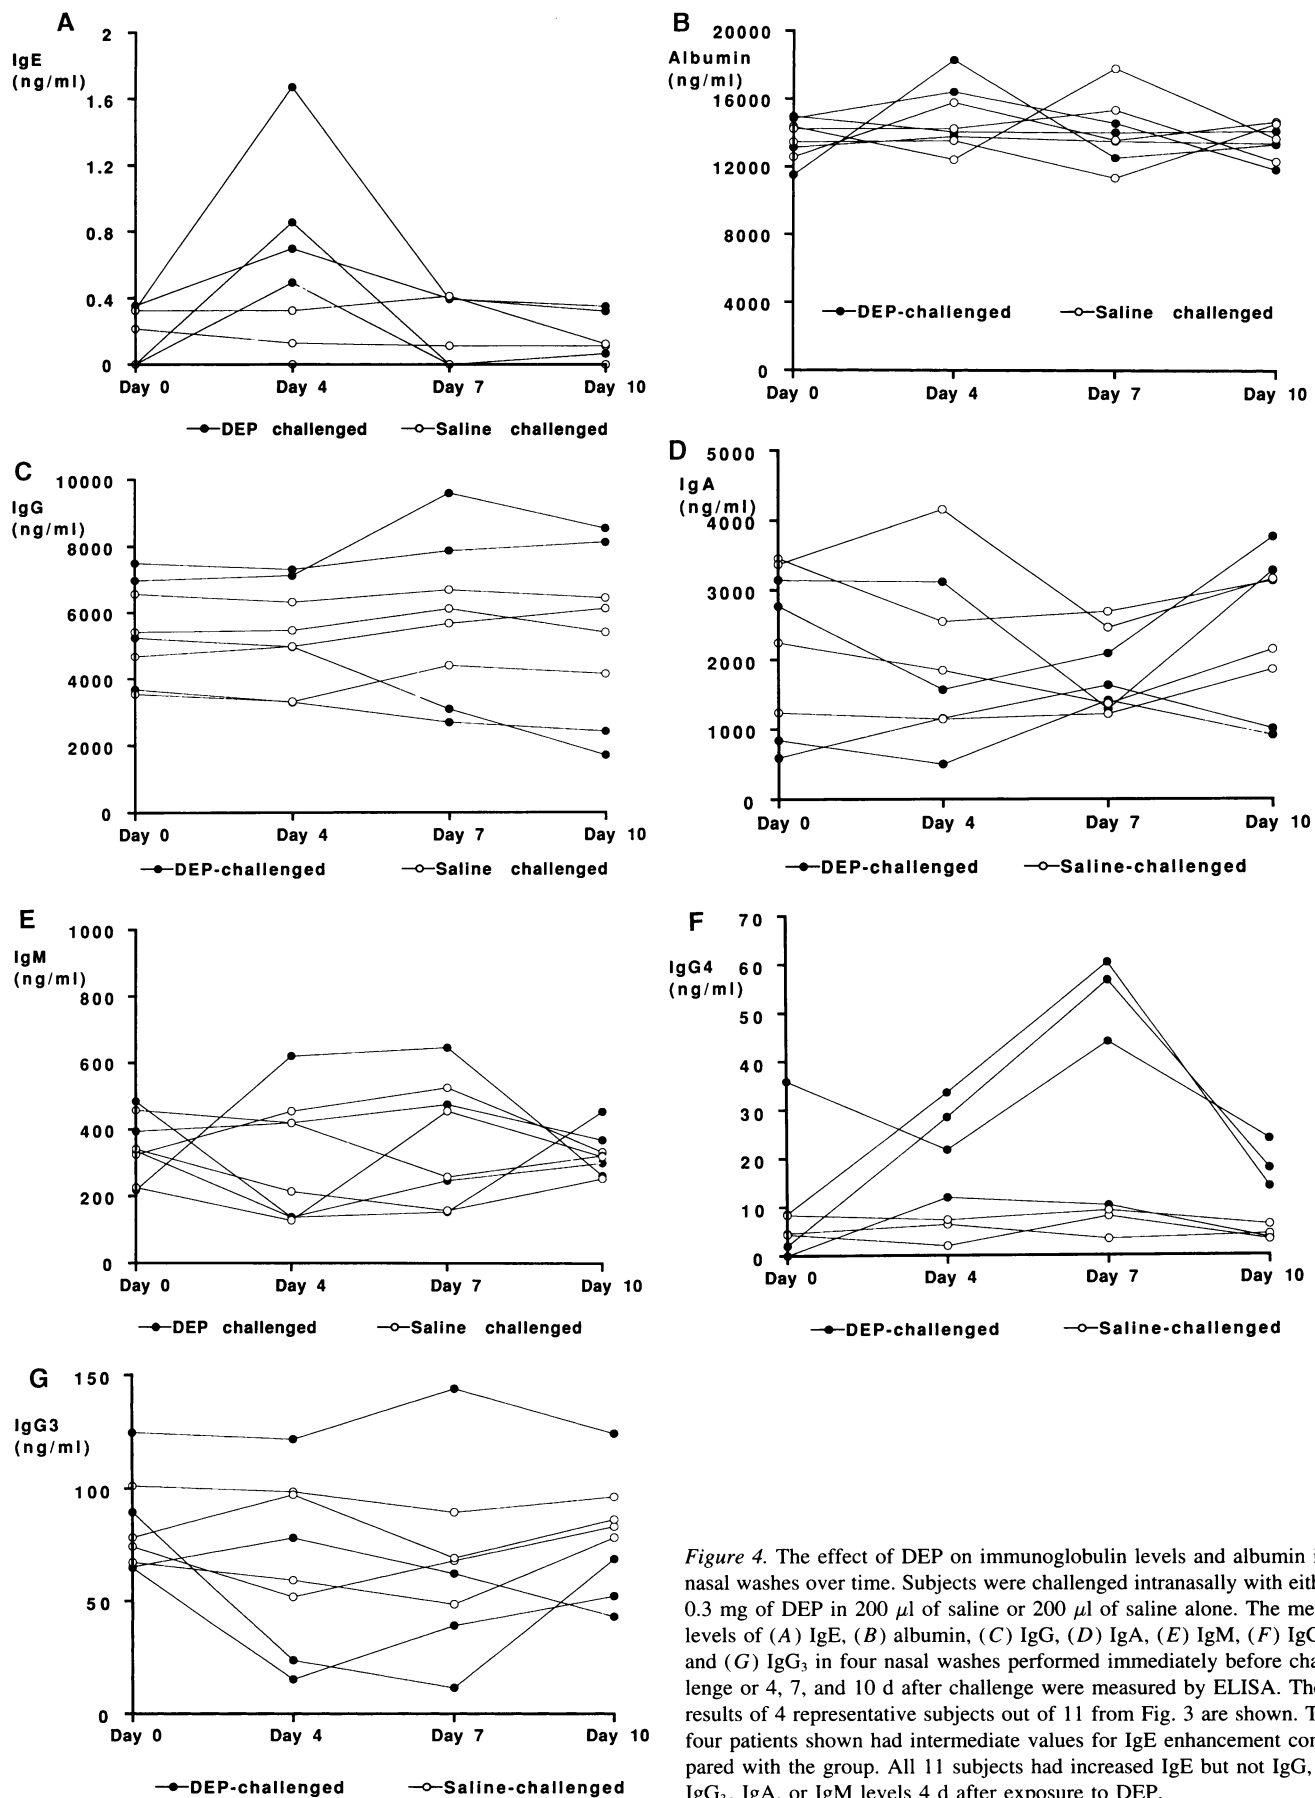 A
IgE
(ng/ml)
2
1.6
1.2
0.8
0.4
0
Day 0 Day 4 Day 7 Day 10
DEP challenged Saline challenged
B
Albumin
(ng/ml)
20000
16000
12000
8000
4000
0
DEP-challenged Saline challenged
Day 0 Day 4 Day 7 Day 10
C
IgG
(ng/ml)
10000
8000
6000
4000
2000
0
Day 0 Day 4 Day 7 Day 10
DEP-challenged Saline challenged
D
IgA
(ng/ml)
5000
4000
3000
2000
1000
0
Day 0 Day 4 Day 7 Day 10
DEP-challenged Saline-challenged
E
IgM
(ng/ml)
1000
800
600
400
200
0
Day 0 Day 4 Day 7 Day 10
DEP challenged Saline challenged
F
IgG4
(ng/ml)
70
60
50
40
30
20
10
0
Day 0 Day 4 Day 7 Day 10
DEP-challenged Saline-challenged
G
IgG3
(ng/ml)
150
100
50
0
Day 0 Day 4 Day 7 Day 10
DEP-challenged Saline-challenged
Figure 4. The effect of DEP on immunoglobulin levels and albumin
nasal washes over time. Subjects were challenged intranasally with
0.3 mg of DEP in 200 μl of saline or 200 μl of saline alone. The
levels of (A) IgE, (B) albumin, (C) IgG, (D) IgA, (E) IgM, (F)
and (G) IgG₃ in four nasal washes performed immediately before
lenge or 4, 7, and 10 d after challenge were measured by ELISA.
results of 4 representative subjects out of 11 from Fig. 3 are shown.
four patients shown had intermediate values for IgE enhancement
pared with the group. All 11 subjects had increased IgE but not IgG,
IgG₃, IgA, or IgM levels 4 d after exposure to DEP.